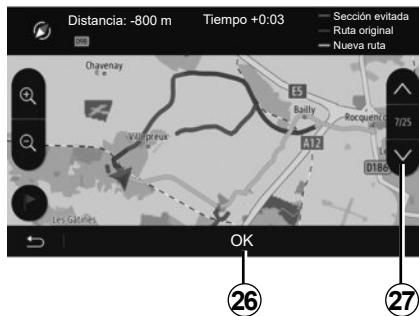 Distancia: -800 m
Tiempo +0:03
Sección evitada
Ruta original
Nueva ruta
D98
Chavenay
E5
Bailly
Rocquenc
7/25
Villepreux
A12
D186
Les Gâtines
OK
26
27